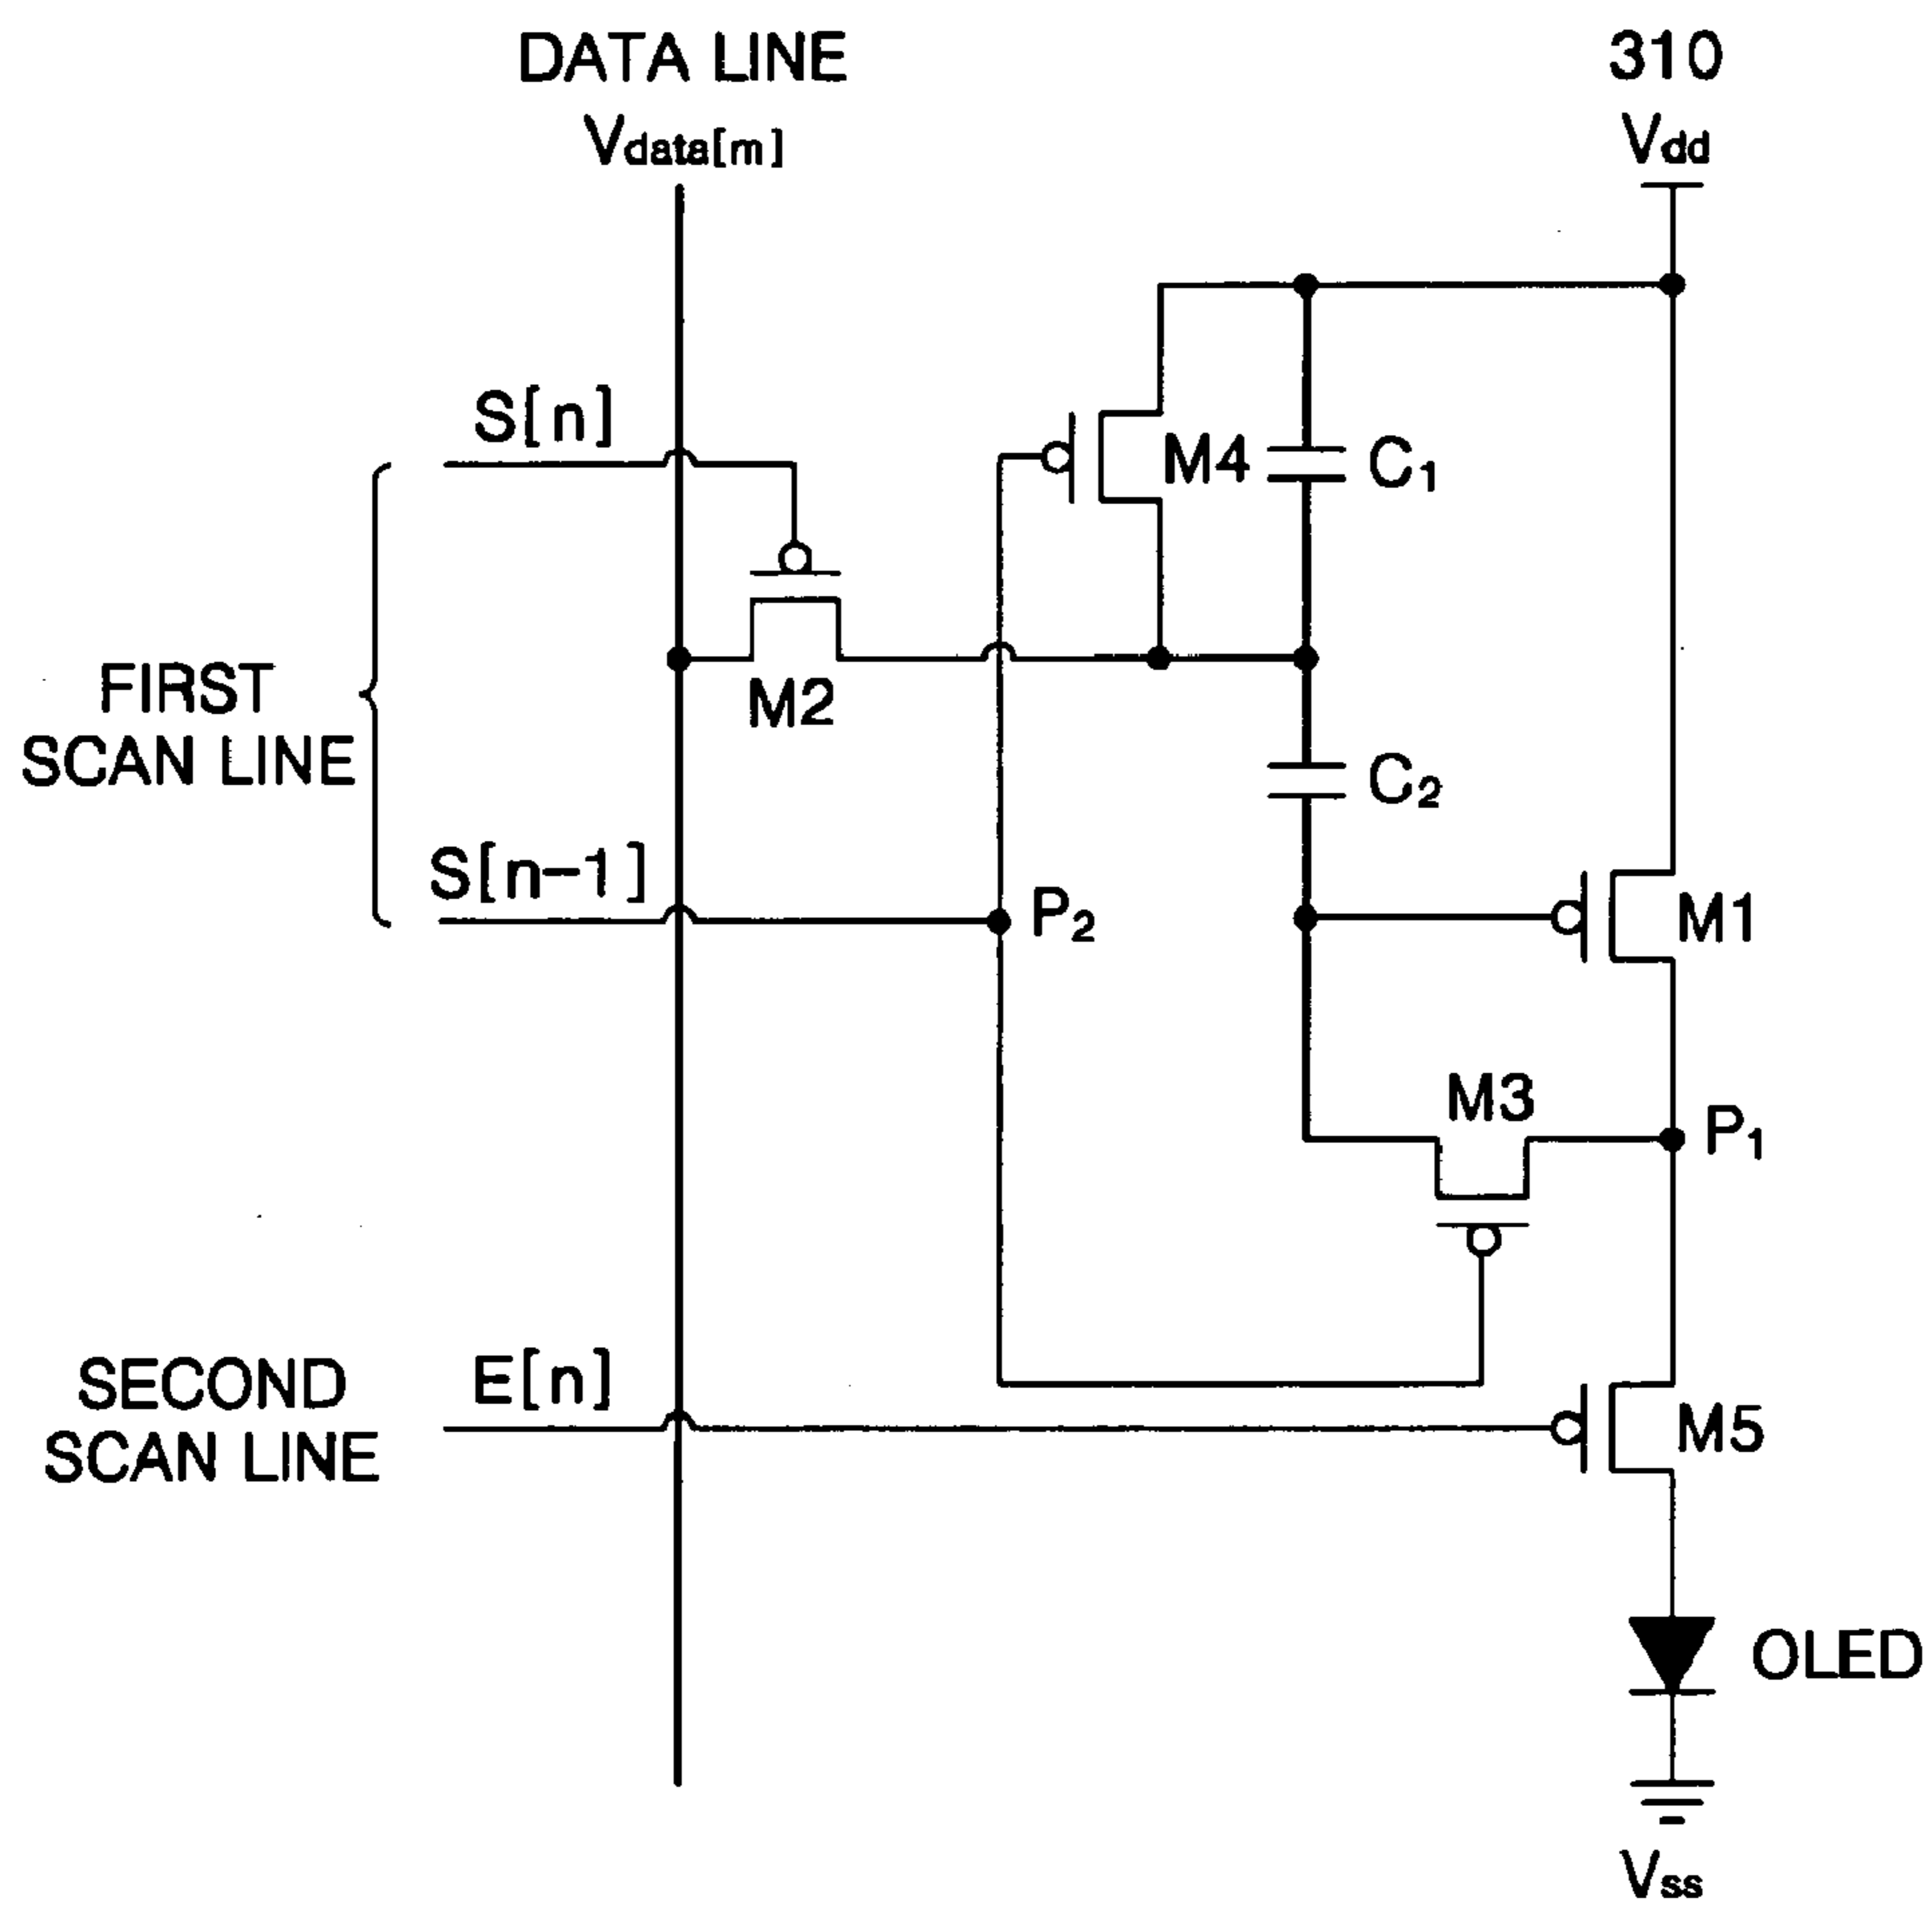 DATA LINE
Vdata[m]
310
Vdd
S[n]
M4
C1
M2
FIRST
SCAN LINE
C2
S[n-1]
P2
M1
M3
P1
SECOND
SCAN LINE
E[n]
M5
OLED
Vss